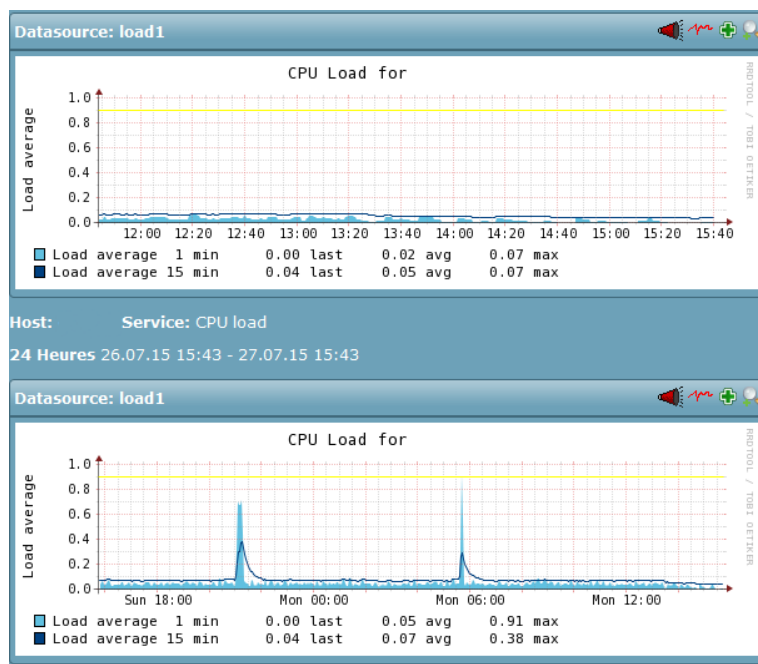 Datasource: load1
CPU Load for
RRDTOOL / TOBI OETIKER
Load average
1.0
0.8
0.6
0.4
0.2
0.0
12:00 12:20 12:40 13:00 13:20 13:40 14:00 14:20 14:40 15:00 15:20 15:40
Load average 1 min 0.00 last 0.02 avg 0.07 max
Load average 15 min 0.04 last 0.05 avg 0.07 max
Host: Service: CPU load
24 Heures 26.07.15 15:43 - 27.07.15 15:43
Datasource: load1
CPU Load for
RRDTOOL / TOBI OETIKER
Load average
1.0
0.8
0.6
0.4
0.2
0.0
Sun 18:00 Mon 00:00 Mon 06:00 Mon 12:00
Load average 1 min 0.00 last 0.05 avg 0.91 max
Load average 15 min 0.04 last 0.07 avg 0.38 max